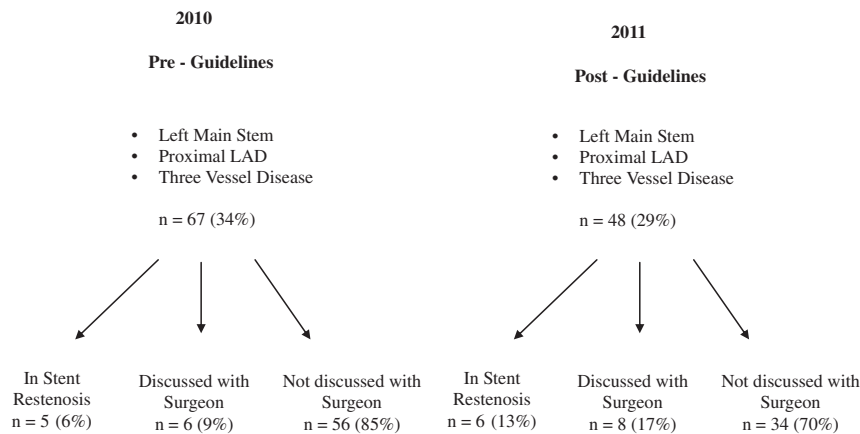 2010
Pre - Guidelines
• Left Main Stem
• Proximal LAD
• Three Vessel Disease
n = 67 (34%)
In Stent
Restenosis
n = 5 (6%)
Discussed with
Surgeon
n = 6 (9%)
Not discussed with
Surgeon
n = 56 (85%)
2011
Post - Guidelines
• Left Main Stem
• Proximal LAD
• Three Vessel Disease
n = 48 (29%)
In Stent
Restenosis
n = 6 (13%)
Discussed with
Surgeon
n = 8 (17%)
Not discussed with
Surgeon
n = 34 (70%)